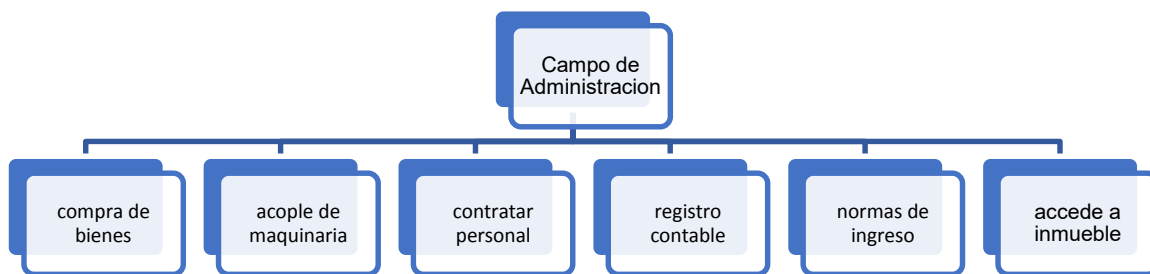 Campo de
Administracion
compra de
bienes
acople de
maquinaria
contratar
personal
registro
contable
normas de
ingreso
accede a
inmueble